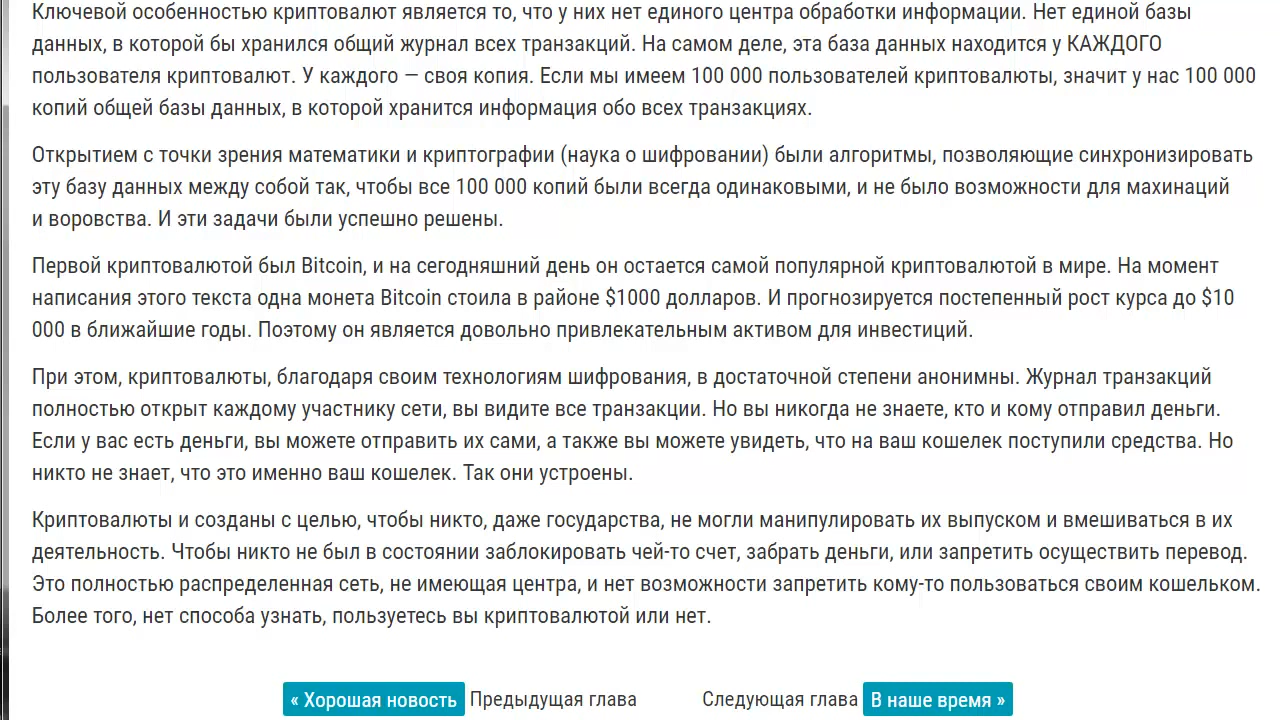 Ключевой особенностью криптовалют является то, что у них нет единого центра обработки информации. Нет единой базы
данных, в которой бы хранился общий журнал всех транзакций. На самом деле, эта база данных находится у КАЖДОГО
пользователя криптовалют. У каждого — своя копия. Если мы имеем 100 000 пользователей криптовалюты, значит у нас 100 000
копий общей базы данных, в которой хранится информация обо всех транзакциях.
Открытием с точки зрения математики и криптографии (наука о шифровании) были алгоритмы, позволяющие синхронизировать
эту базу данных между собой так, чтобы все 100 000 копий были всегда одинаковыми, и не было возможности для махинаций
и воровства. И эти задачи были успешно решены.
Первой криптовалютой был Bitcoin, и на сегодняшний день он остается самой популярной криптовалютой в мире. На момент
написания этого текста одна монета Bitcoin стоила в районе $1000 долларов. И прогнозируется постепенный рост курса до $10
000 в ближайшие годы. Поэтому он является довольно привлекательным активом для инвестиций.
При этом, криптовалюты, благодаря своим технологиям шифрования, в достаточной степени анонимны. Журнал транзакций
полностью открыт каждому участнику сети, вы видите все транзакции. Но вы никогда не знаете, кто и кому отправил деньги.
Если у вас есть деньги, вы можете отправить их сами, а также вы можете увидеть, что на ваш кошелек поступили средства. Но
никто не знает, что это именно ваш кошелек. Так они устроены.
Криптовалюты и созданы с целью, чтобы никто, даже государства, не могли манипулировать их выпуском и вмешиваться в их
деятельность. Чтобы никто не был в состоянии заблокировать чей-то счет, забрать деньги, или запретить осуществить перевод.
Это полностью распределенная сеть, не имеющая центра, и нет возможности запретить кому-то пользоваться своим кошельком.
Более того, нет способа узнать, пользуетесь вы криптовалютой или нет.
« Хорошая новость Предыдущая глава Следующая глава В наше время »